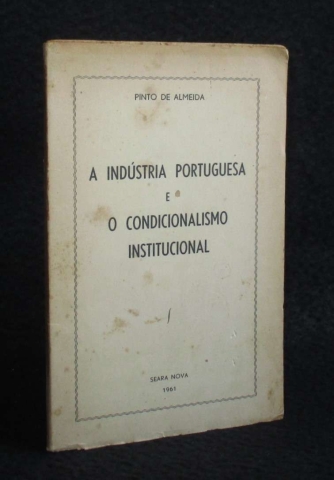 PINTO DE ALMEIDA
A INDÚSTRIA PORTUGUESA
E
O CONDICIONALISMO
INSTITUCIONAL
SEARA NOVA
1961